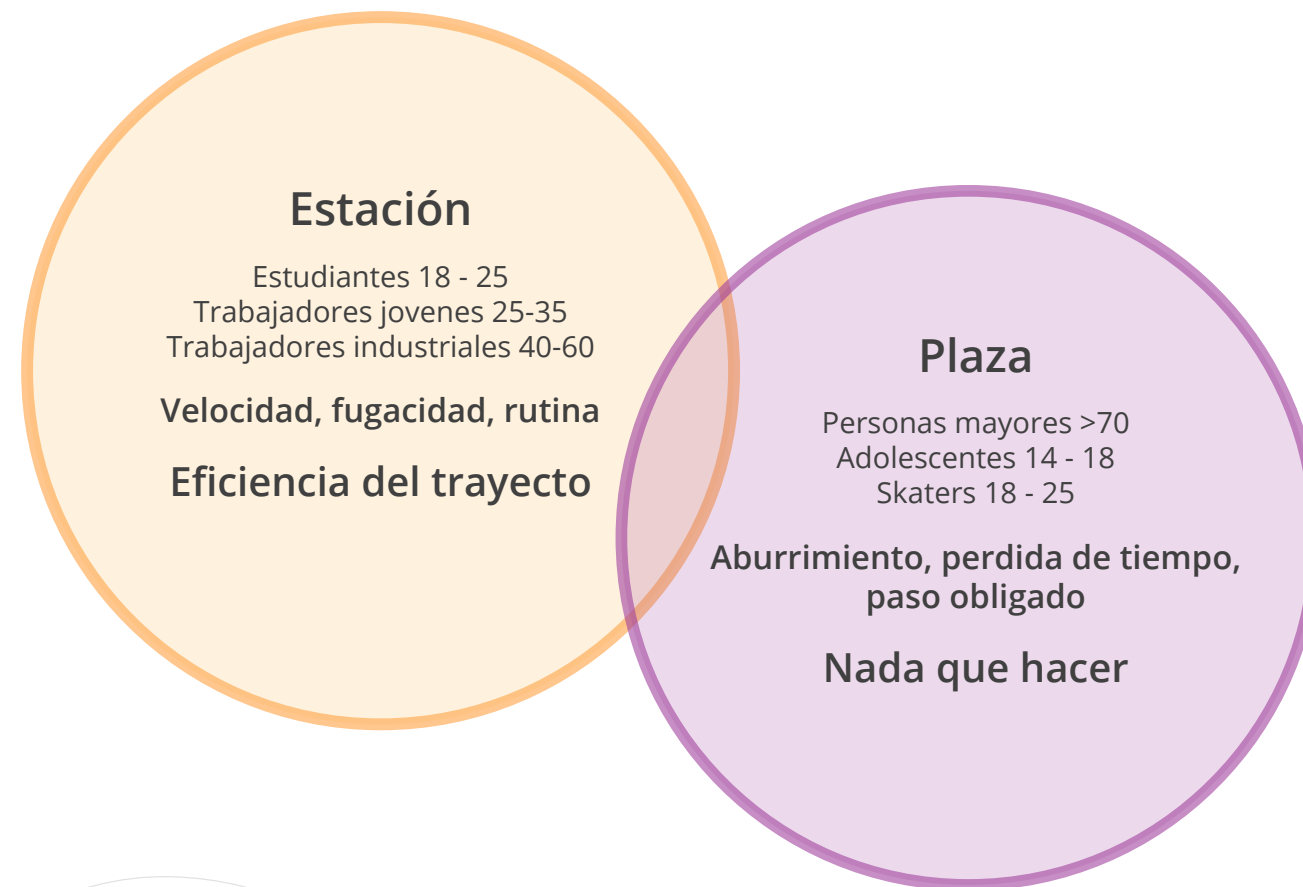 Estación
Estudiantes 18 - 25
Trabajadores jovenes 25-35
Trabajadores industriales 40-60
Velocidad, fugacidad, rutina
Eficiencia del trayecto
Plaza
Personas mayores >70
Adolescentes 14 - 18
Skaters 18 - 25
Aburrimiento, perdida de tiempo,
paso obligado
Nada que hacer